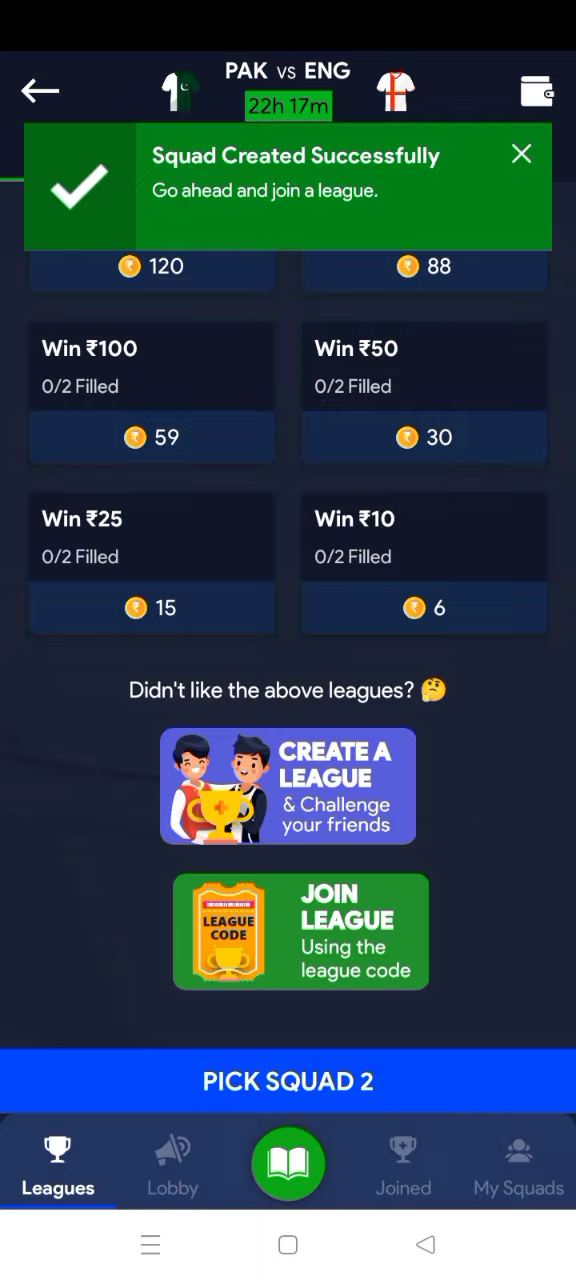 PAK vs ENG
22h 17m
Squad Created Successfully
Go ahead and join a league.
₹ 120
₹ 88
Win ₹100
Win ₹50
0/2 Filled
0/2 Filled
₹ 59
₹ 30
Win ₹25
Win ₹10
0/2 Filled
0/2 Filled
₹ 15
₹ 6
Didn't like the above leagues? 🤔
CREATE A
LEAGUE
& Challenge
your friends
LEAGUE
CODE
JOIN
LEAGUE
Using the
league code
PICK SQUAD 2
Leagues
Lobby
Joined
My Squads